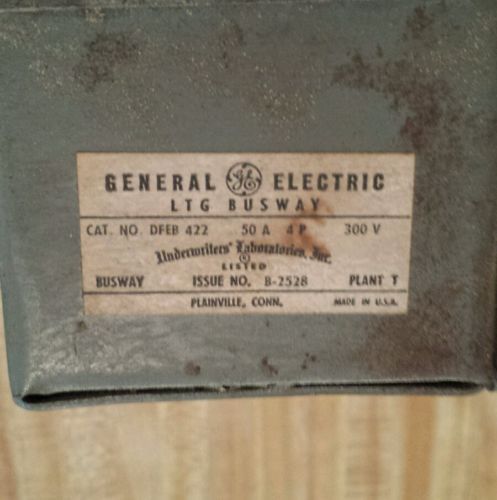 GENERAL GE ELECTRIC
LTG BUSWAY
CAT. NO. DFEB 422 50 A 4 P 300 V
Underwriters' Laboratories, Inc.
®
LISTED
BUSWAY ISSUE NO. B-2528 PLANT T
PLAINVILLE, CONN. MADE IN U.S.A.